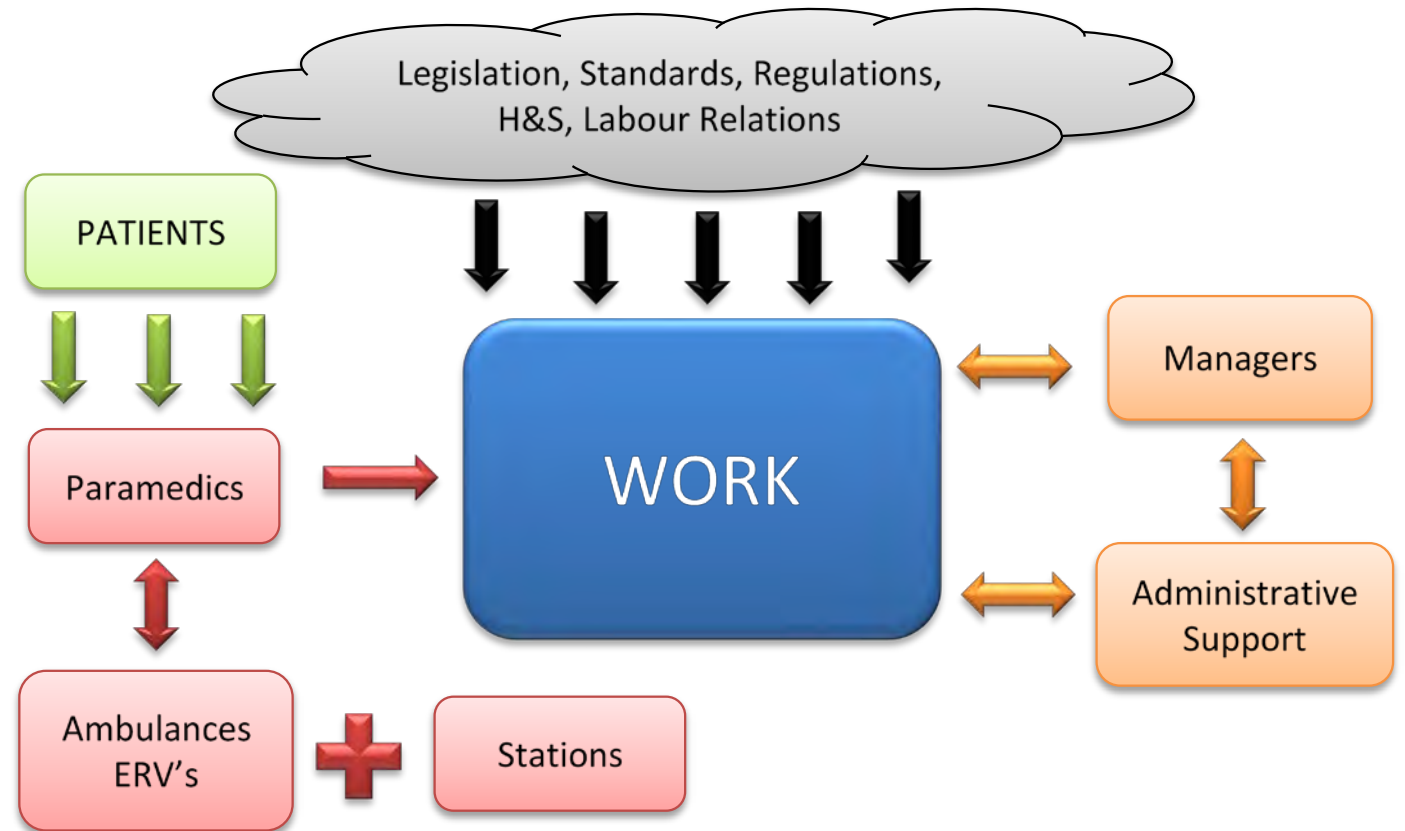 Legislation, Standards, Regulations,
H&S, Labour Relations
PATIENTS
Managers
Paramedics
WORK
Administrative
Support
Ambulances
ERV’s
Stations